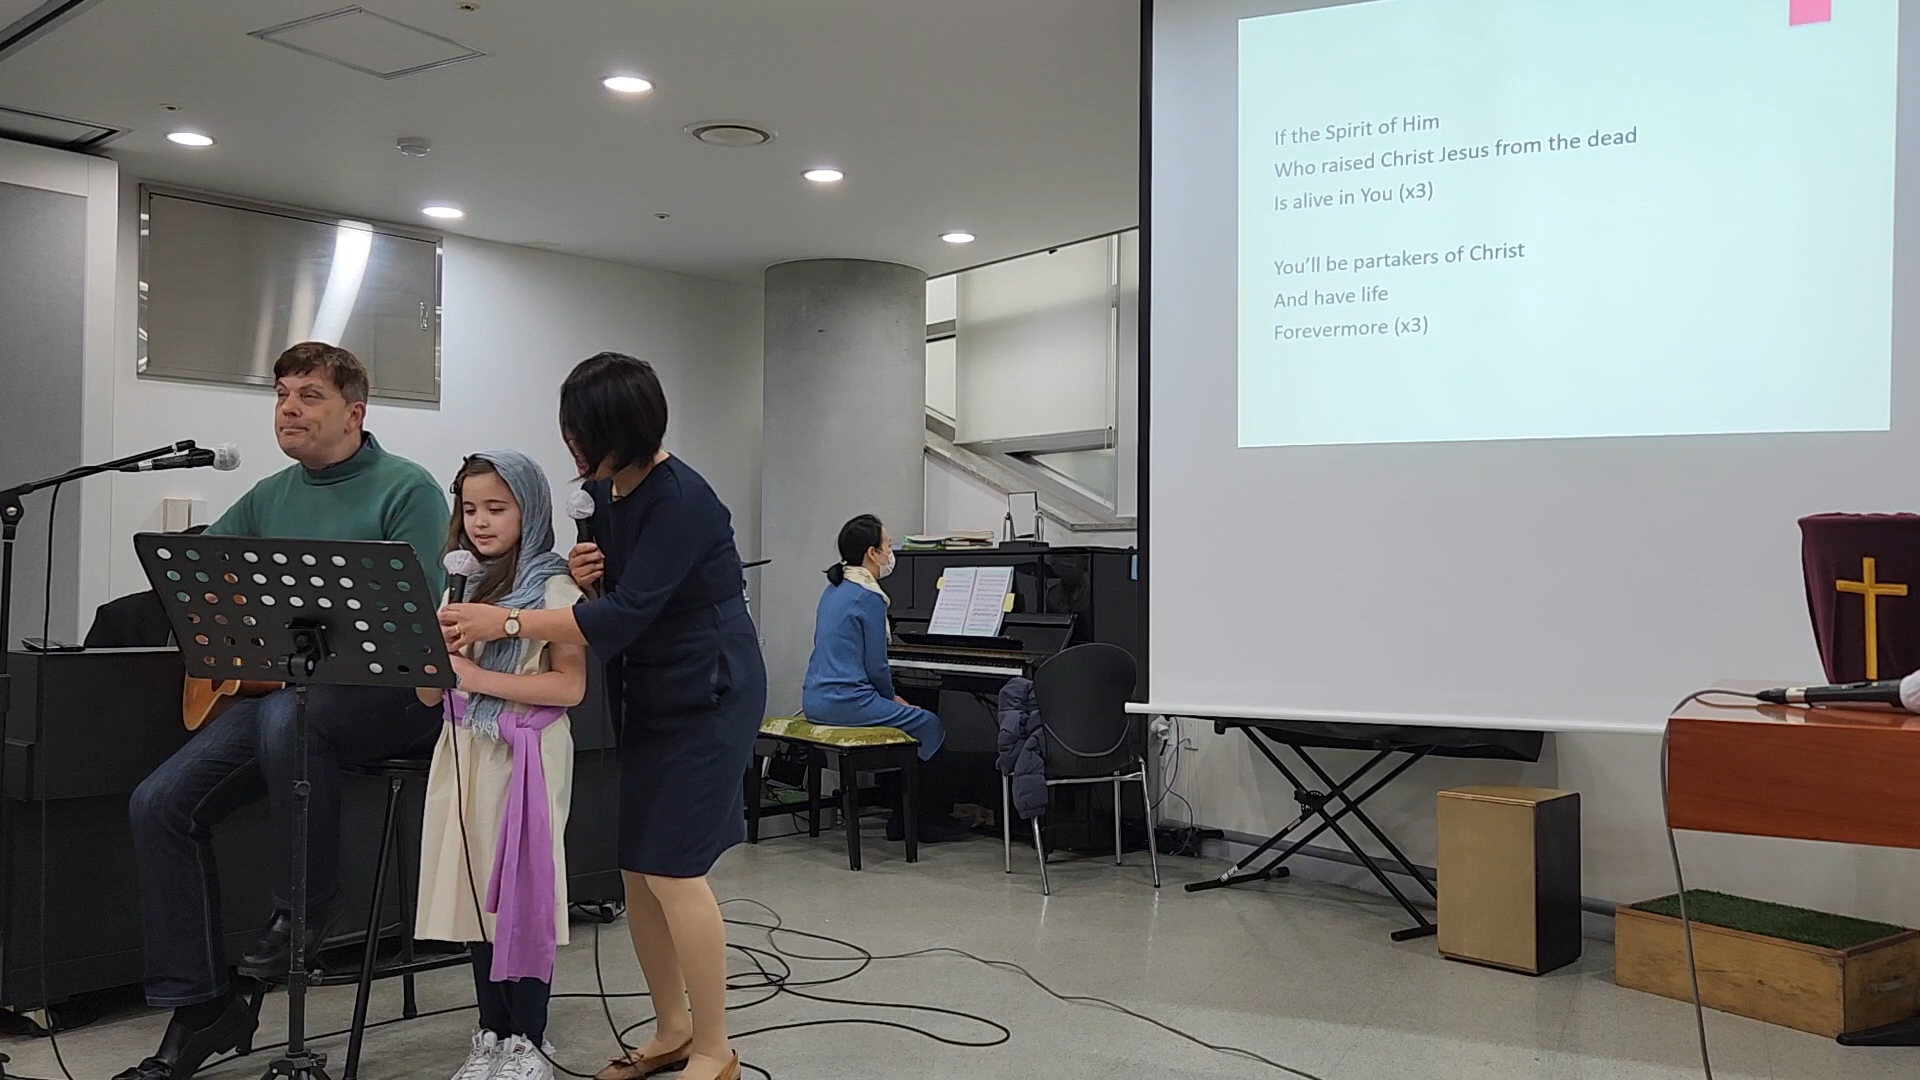 If the Spirit of Him
Who raised Christ Jesus from the dead
Is alive in You (x3)
You'll be partakers of Christ
And have life
Forevermore (x3)